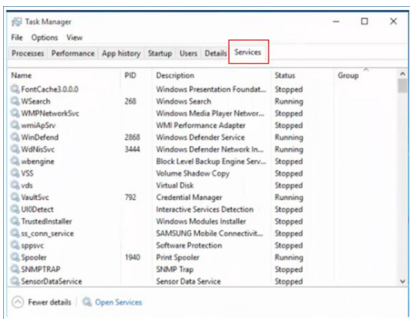 Task Manager
File Options View
Processes Performance App history Startup Users Details Services
Name PID Description Status Group
FontCache3.0.0.0 Windows Presentation Foundat... Stopped
WSearch 268 Windows Search Running
WMPNetworkSvc Windows Media Player Networ... Stopped
wmiApSrv WMI Performance Adapter Stopped
WinDefend 2868 Windows Defender Service Running
WdNisSvc 3444 Windows Defender Network In... Running
wbengine Block Level Backup Engine Serv... Stopped
VSS Volume Shadow Copy Stopped
vds Virtual Disk Stopped
VaultSvc 792 Credential Manager Running
UI0Detect Interactive Services Detection Stopped
TrustedInstaller Windows Modules Installer Stopped
ss_conn_service SAMSUNG Mobile Connectivit... Stopped
sppsvc Software Protection Stopped
Spooler 1940 Print Spooler Running
SNMPTRAP SNMP Trap Stopped
SensorDataService Sensor Data Service Stopped
Fewer details Open Services